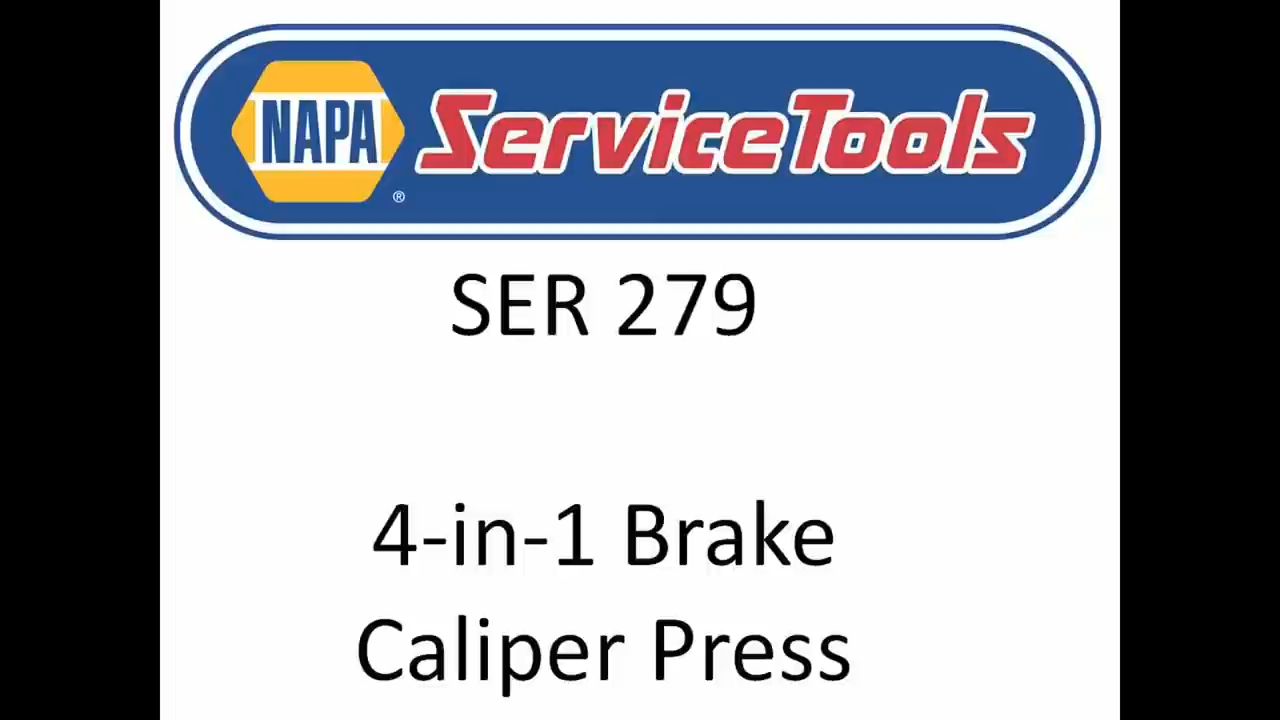 NAPA ServiceTools
®
SER 279
4-in-1 Brake
Caliper Press